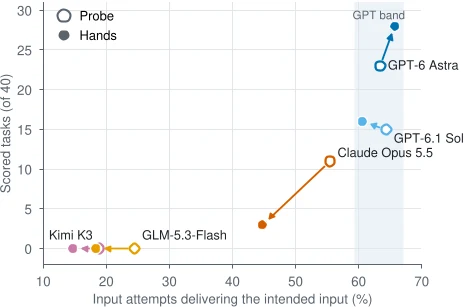 Probe
Hands
GPT band
GPT-6 Astra
GPT-6.1 Sol
Claude Opus 5.5
Kimi K3
GLM-5.3-Flash
Scored tasks (of 40)
30
25
20
15
10
5
0
10
20
30
40
50
60
70
Input attempts delivering the intended input (%)